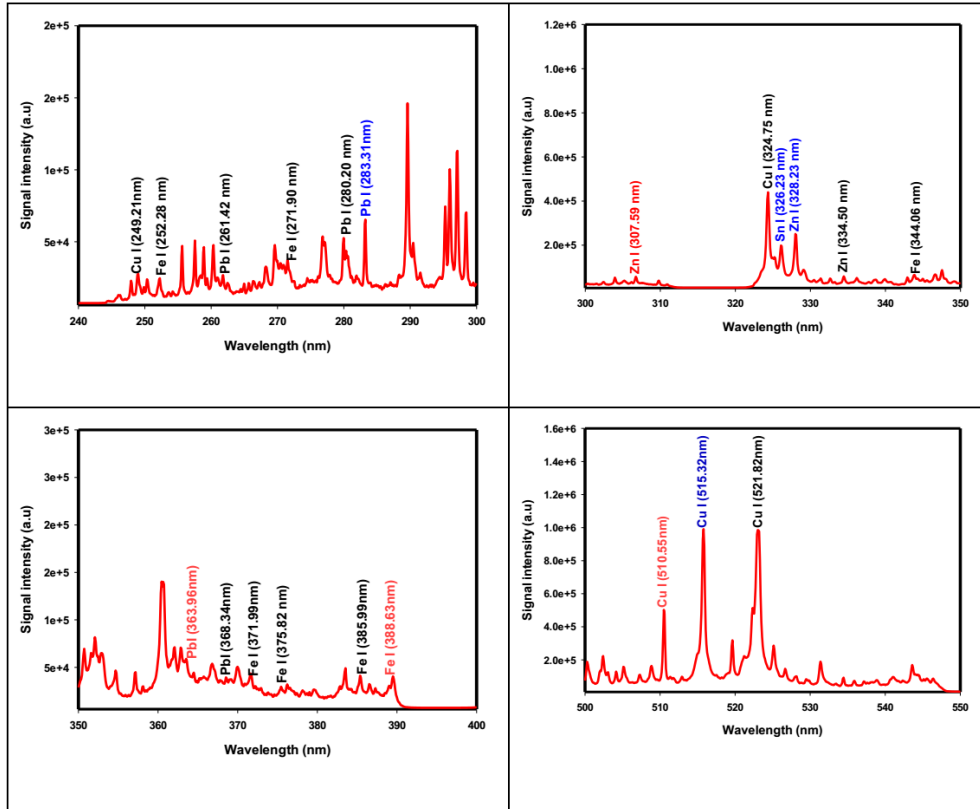 2e+5
2e+5
1e+5
5e+4
Signal intensity (a.u)
Cu I (249.21nm)
Fe I (252.28 nm)
Pb I (261.42 nm)
Fe I (271.90 nm)
Pb I (280.20 nm)
Pb I (283.31nm)
240 250 260 270 280 290 300
Wavelength (nm)
1.2e+6
1.0e+6
8.0e+5
6.0e+5
4.0e+5
2.0e+5
0.0
Signal intensity (a.u)
Zn I (307.59 nm)
Cu I (324.75 nm)
Sn I (326.23 nm)
Zn I (328.23 nm)
Zn I (334.50 nm)
Fe I (344.06 nm)
300 310 320 330 340 350
Wavelength (nm)
3e+5
3e+5
2e+5
2e+5
1e+5
5e+4
Signal intensity (a.u)
PbI (363.96nm)
PbI (368.34nm)
Fe I (371.99nm)
Fe I (375.82 nm)
Fe I (385.99nm)
Fe I (388.63nm)
350 360 370 380 390 400
Wavelength (nm)
1.6e+6
1.4e+6
1.2e+6
1.0e+6
8.0e+5
6.0e+5
4.0e+5
2.0e+5
0.0
Signal intensity (a.u)
Cu I (510.55nm)
Cu I (515.32nm)
Cu I (521.82nm)
500 510 520 530 540 550
Wavelength (nm)